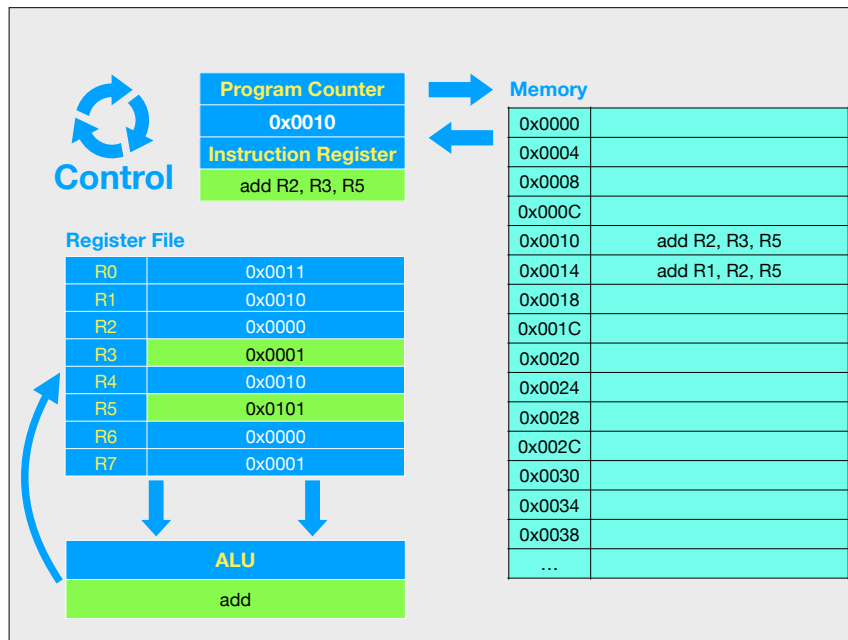 Program Counter
0x0010
Instruction Register
add R2, R3, R5
Control
Register File
R0 0x0011
R1 0x0010
R2 0x0000
R3 0x0001
R4 0x0010
R5 0x0101
R6 0x0000
R7 0x0001
ALU
add
Memory
0x0000
0x0004
0x0008
0x000C
0x0010 add R2, R3, R5
0x0014 add R1, R2, R5
0x0018
0x001C
0x0020
0x0024
0x0028
0x002C
0x0030
0x0034
0x0038
…